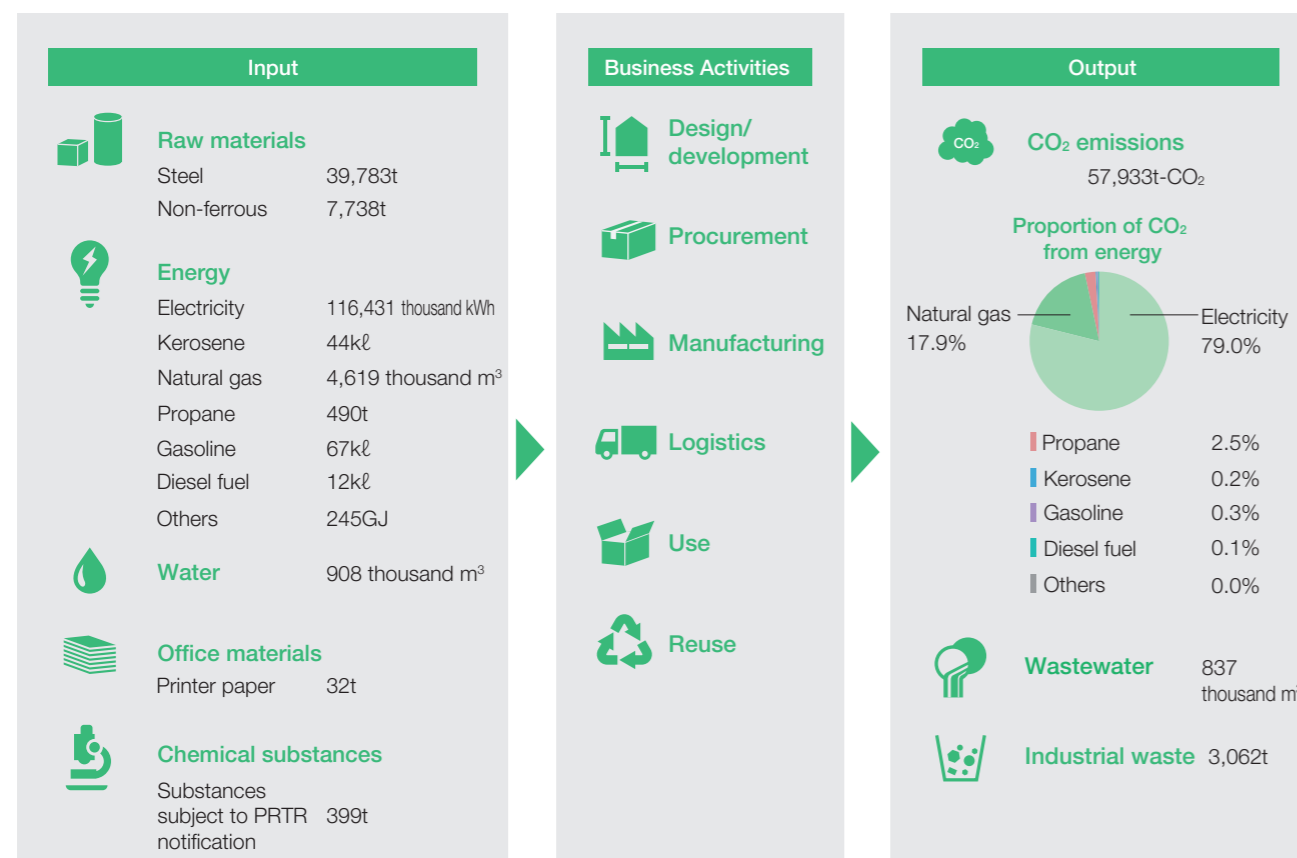 Input
Raw materials
Steel 39,783t
Non-ferrous 7,738t
Energy
Electricity 116,431 thousand kWh
Kerosene 44kℓ
Natural gas 4,619 thousand m³
Propane 490t
Gasoline 67kℓ
Diesel fuel 12kℓ
Others 245GJ
Water 908 thousand m³
Office materials
Printer paper 32t
Chemical substances
Substances
subject to PRTR 399t
notification
Business Activities
Design/
development
Procurement
Manufacturing
Logistics
Use
Reuse
Output
CO₂
CO₂ emissions
57,933t-CO₂
Proportion of CO₂
from energy
Natural gas
17.9%
Electricity
79.0%
Propane 2.5%
Kerosene 0.2%
Gasoline 0.3%
Diesel fuel 0.1%
Others 0.0%
Wastewater 837
thousand m³
Industrial waste 3,062t